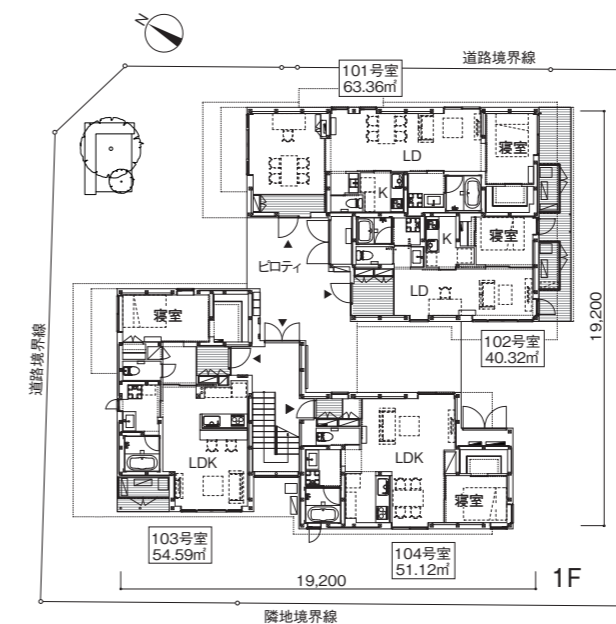 N
道路境界線
101号室
63.36㎡
LD
寝室
K
K
寝室
ピロティ
LD
寝室
102号室
40.32㎡
19,200
道路境界線
LDK
LDK
寝室
103号室
54.59㎡
104号室
51.12㎡
19,200
1F
隣地境界線